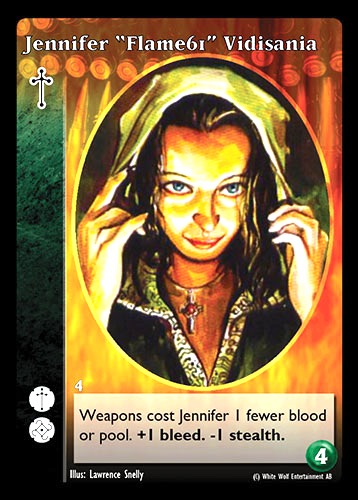 Jennifer "Flame61" Vidisania
4
Weapons cost Jennifer 1 fewer blood
or pool. +1 bleed. -1 stealth.
4
Illus: Lawrence Snelly
(C) White Wolf Entertainment AB